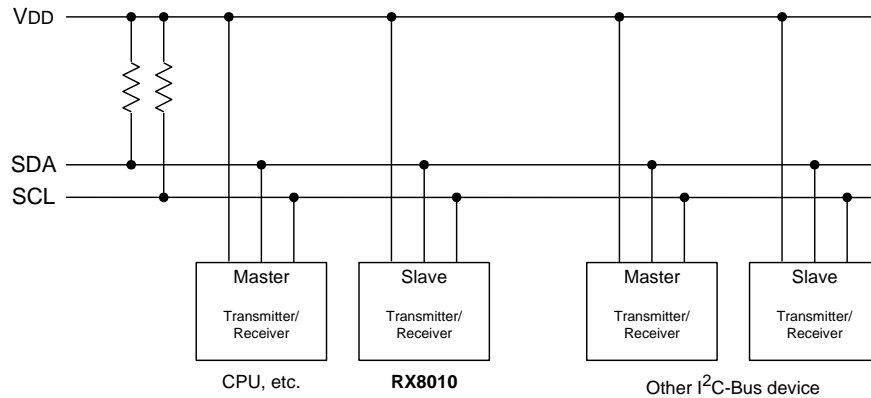 VDD
SDA
SCL
Master
Transmitter/
Receiver
Slave
Transmitter/
Receiver
Master
Transmitter/
Receiver
Slave
Transmitter/
Receiver
CPU, etc.
RX8010
Other I²C-Bus device